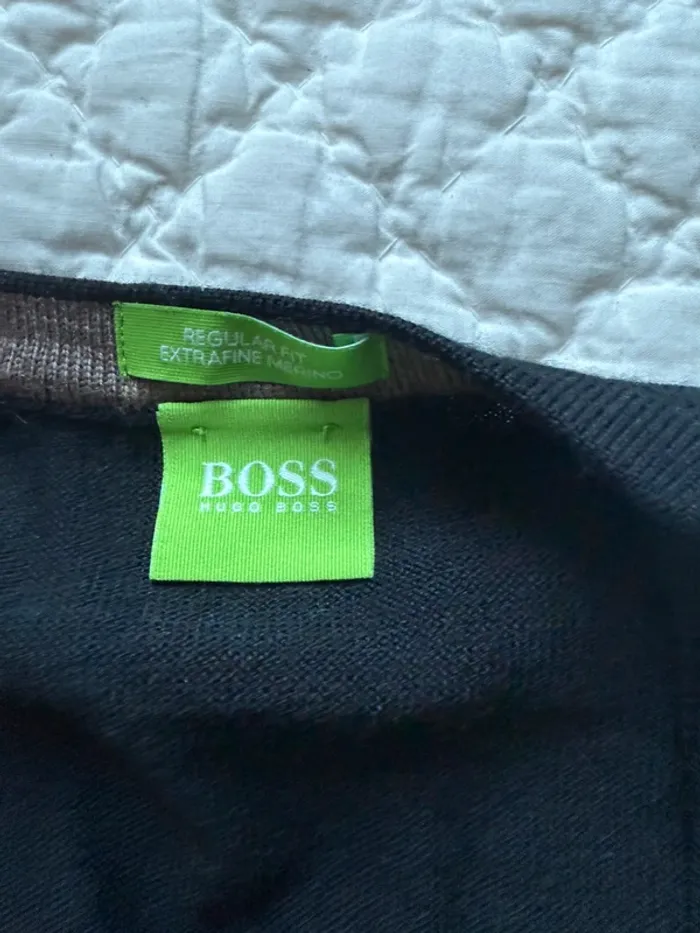 REGULAR FIT
EXTRAFINE MERINO
BOSS
HUGO BOSS